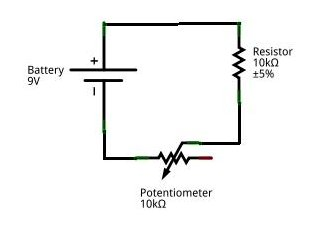 +
Battery
9V
Resistor
10kΩ
±5%
Potentiometer
10kΩ